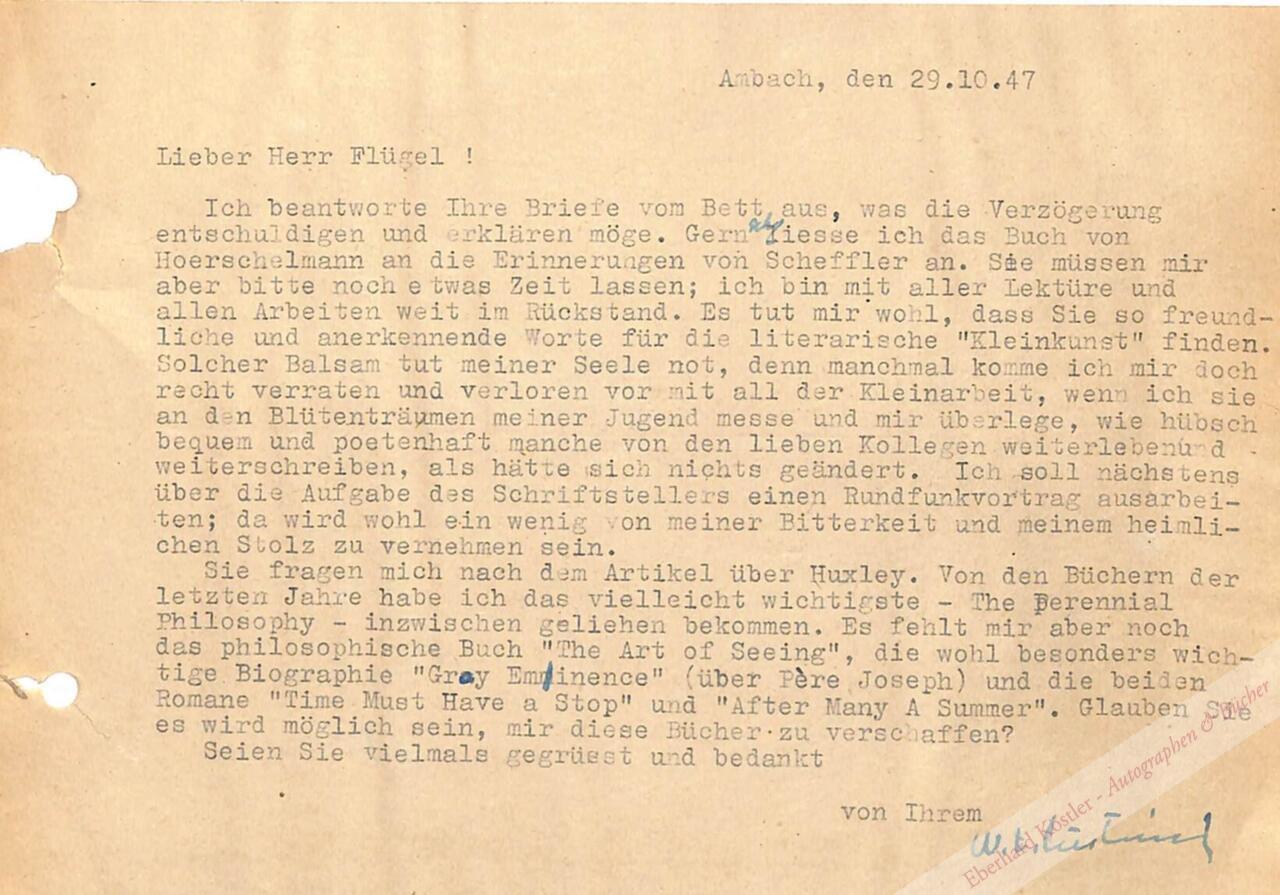 Ambach, den 29.10.47
Lieber Herr Flügel !
Ich beantworte Ihre Briefe vom Bett aus, was die Verzögerung
entschuldigen und erklären möge. Gern liesse ich das Buch von
Hoerschelmann an die Erinnerungen von Scheffler an. Sie müssen mir
aber bitte noch etwas Zeit lassen; ich bin mit aller Lektüre und
allen Arbeiten weit im Rückstand. Es tut mir wohl, dass Sie so freund-
liche und anerkennende Worte für die literarische "Kleinkunst" finden.
Solcher Balsam tut meiner Seele not, denn manchmal komme ich mir doch
recht verraten und verloren vor mit all der Kleinarbeit, wenn ich sie
an den Blütenträumen meiner Jugend messe und mir überlege, wie hübsch
bequem und poetenhaft manche von den lieben Kollegen weiterlebenund
weiterschreiben, als hätte sich nichts geändert. Ich soll nächstens
über die Aufgabe des Schriftstellers einen Rundfunkvortrag ausarbei-
ten; da wird wohl ein wenig von meiner Bitterkeit und meinem heimli-
chen Stolz zu vernehmen sein.
Sie fragen mich nach dem Artikel über Huxley. Von den Büchern der
letzten Jahre habe ich das vielleicht wichtigste - The Perennial
Philosophy - inzwischen geliehen bekommen. Es fehlt mir aber noch
das philosophische Buch "The Art of Seeing", die wohl besonders wich-
tige Biographie "Gray Eminence" (über Père Joseph) und die beiden
Romane "Time Must Have a Stop" und "After Many A Summer". Glauben Sie
es wird möglich sein, mir diese Bücher zu verschaffen?
Seien Sie vielmals gegrüsst und bedankt
von Ihrem
Eberhard Köstler - Autographen & Bücher